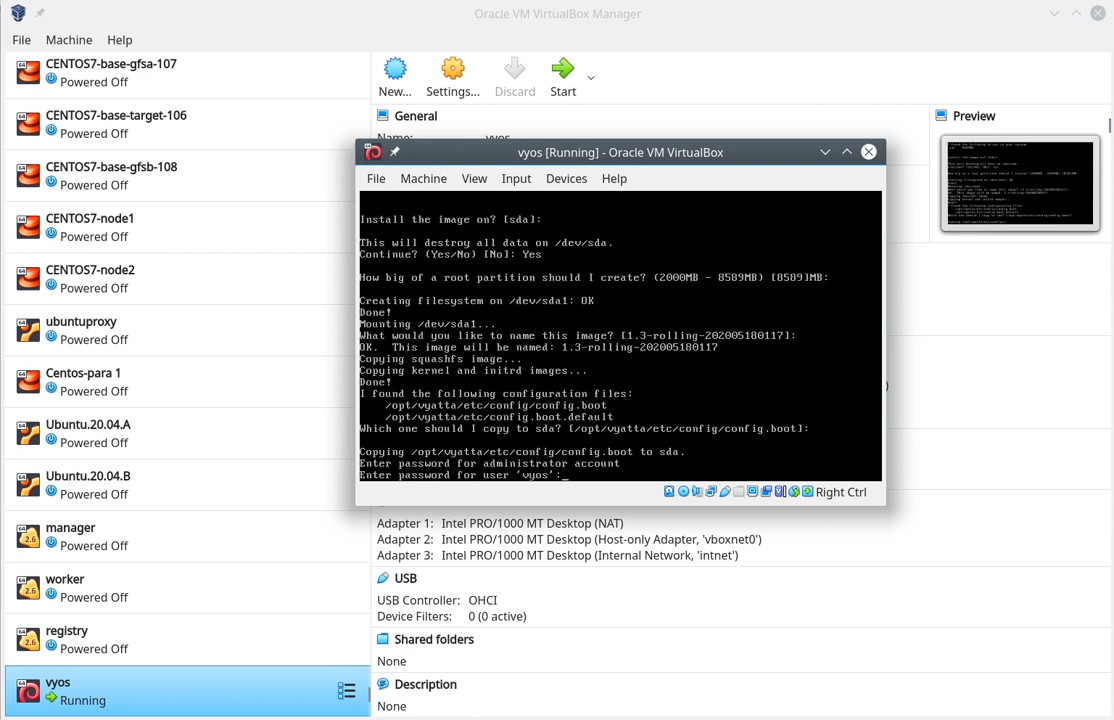 Oracle VM VirtualBox Manager
File Machine Help
CENTOS7-base-gfsa-107
Powered Off
CENTOS7-base-target-106
Powered Off
CENTOS7-base-gfsb-108
Powered Off
CENTOS7-node1
Powered Off
CENTOS7-node2
Powered Off
ubuntuproxy
Powered Off
Centos-para 1
Powered Off
Ubuntu.20.04.A
Powered Off
Ubuntu.20.04.B
Powered Off
manager
Powered Off
worker
Powered Off
registry
Powered Off
vyos
Running
New... Settings... Discard Start
General
Name: vyos
Preview
vyos [Running] - Oracle VM VirtualBox
File Machine View Input Devices Help
Install the image on? [sda]:
This will destroy all data on /dev/sda.
Continue? (Yes/No) [No]: Yes
How big of a root partition should I create? (2000MB - 8589MB) [8589]MB:
Creating filesystem on /dev/sda1: OK
Done!
Mounting /dev/sda1...
What would you like to name this image? [1.3-rolling-202005180117]:
OK.  This image will be named: 1.3-rolling-202005180117
Copying squashfs image...
Copying kernel and initrd images...
Done!
I found the following configuration files:
/opt/vyatta/etc/config/config.boot
/opt/vyatta/etc/config.boot.default
Which one should I copy to sda? [/opt/vyatta/etc/config/config.boot]:
Copying /opt/vyatta/etc/config/config.boot to sda.
Enter password for administrator account
Enter password for user 'vyos':_
Right Ctrl
Adapter 1: Intel PRO/1000 MT Desktop (NAT)
Adapter 2: Intel PRO/1000 MT Desktop (Host-only Adapter, 'vboxnet0')
Adapter 3: Intel PRO/1000 MT Desktop (Internal Network, 'intnet')
USB
USB Controller: OHCI
Device Filters: 0 (0 active)
Shared folders
None
Description
None